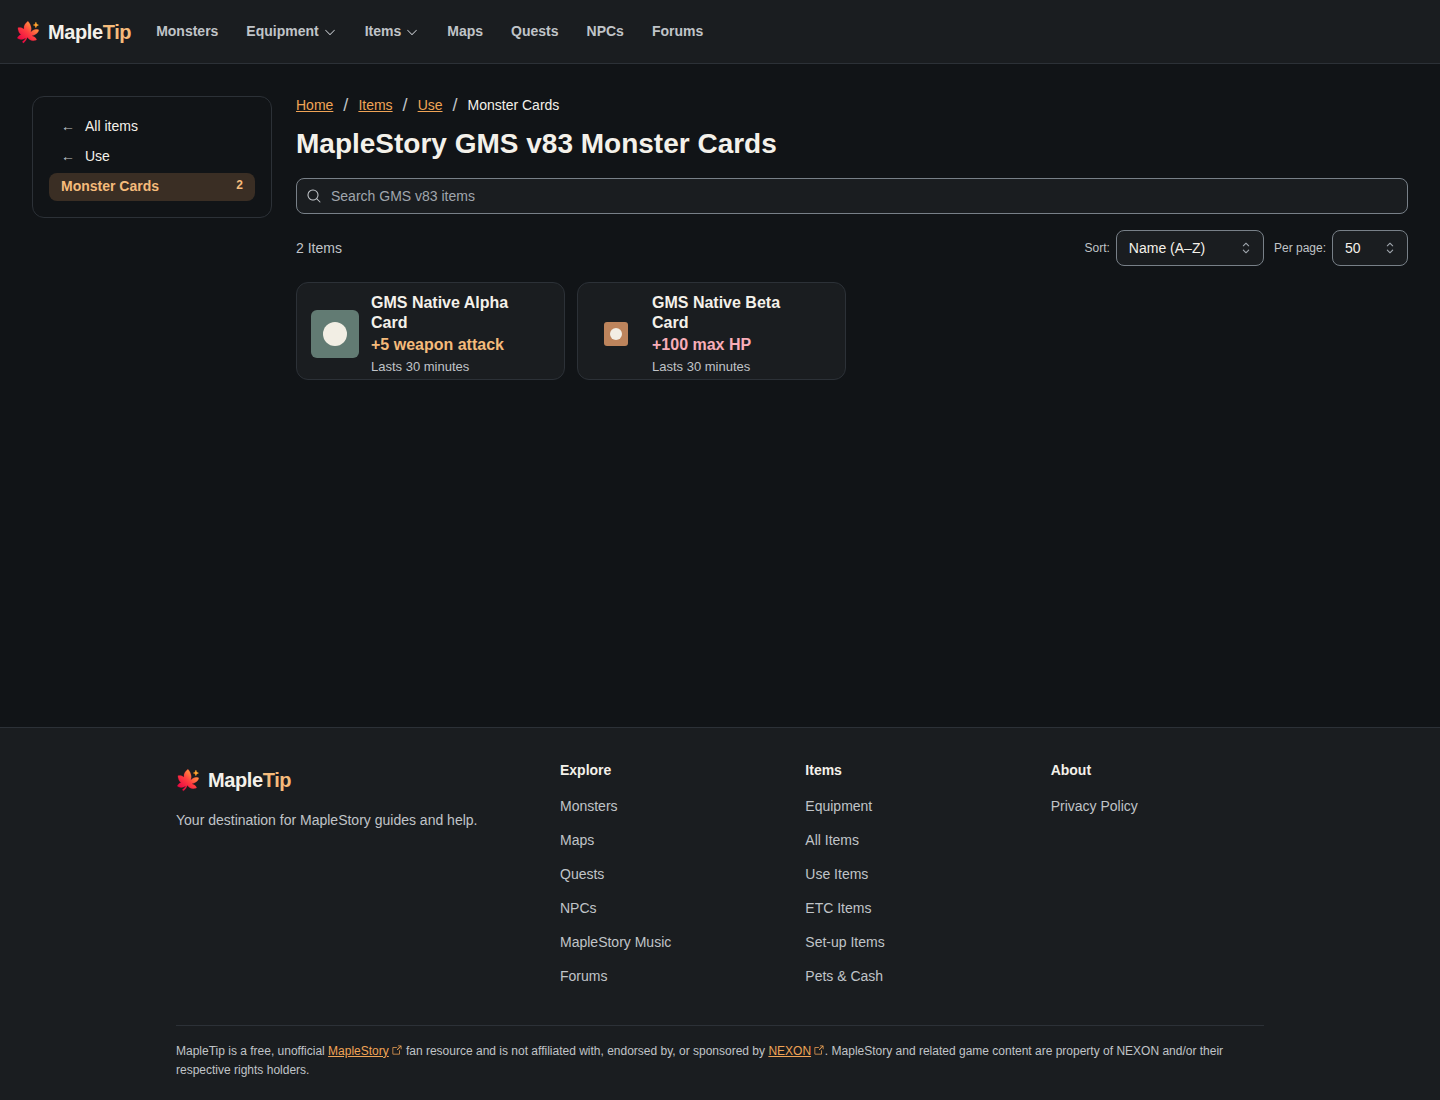 MapleTip Monsters Equipment Items Maps Quests NPCs Forums
← All items
← Use
Monster Cards 2
Home / Items / Use / Monster Cards
MapleStory GMS v83 Monster Cards
Search GMS v83 items
2 Items
Sort: Name (A–Z) Per page: 50
GMS Native Alpha
Card
+5 weapon attack
Lasts 30 minutes
GMS Native Beta
Card
+100 max HP
Lasts 30 minutes
MapleTip
Your destination for MapleStory guides and help.
Explore
Monsters
Maps
Quests
NPCs
MapleStory Music
Forums
Items
Equipment
All Items
Use Items
ETC Items
Set-up Items
Pets & Cash
About
Privacy Policy
MapleTip is a free, unofficial MapleStory fan resource and is not affiliated with, endorsed by, or sponsored by NEXON. MapleStory and related game content are property of NEXON and/or their
respective rights holders.